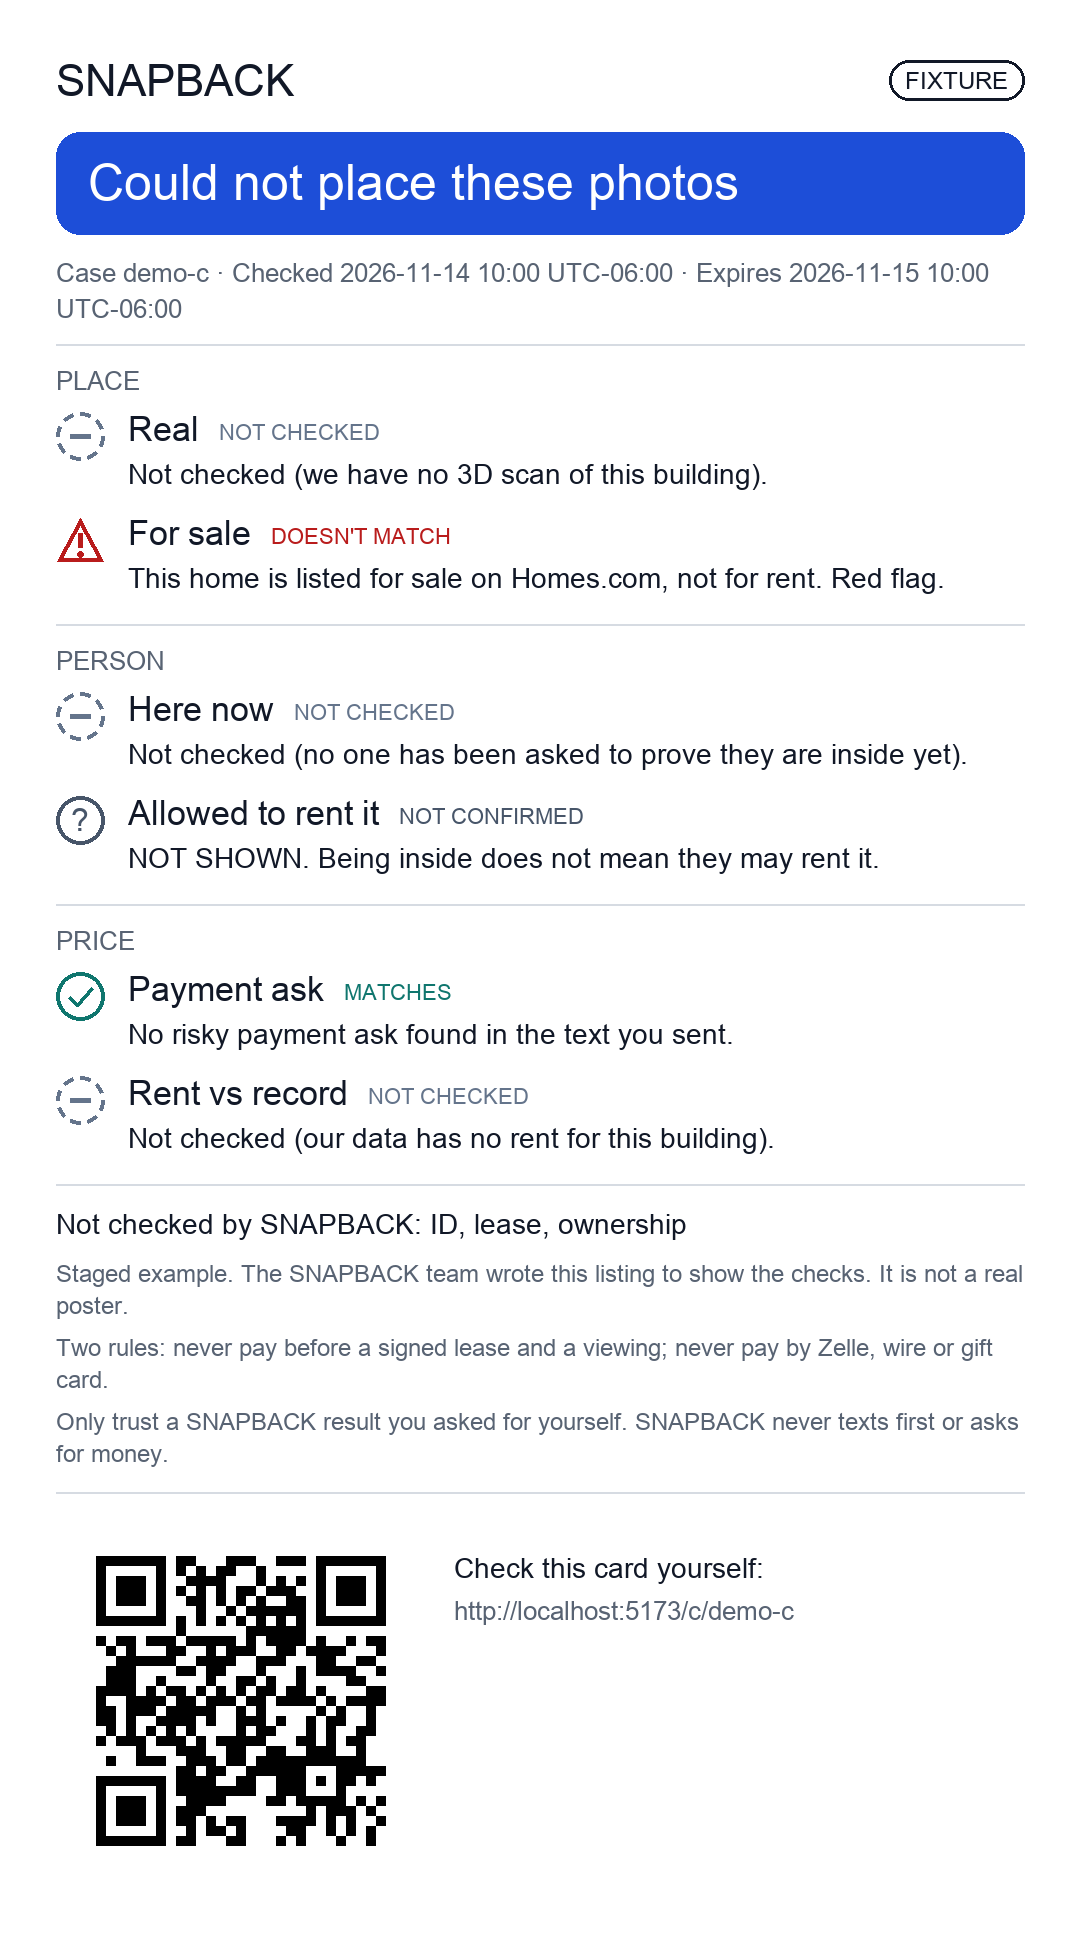 SNAPBACK
FIXTURE
Could not place these photos
Case demo-c · Checked 2026-11-14 10:00 UTC-06:00 · Expires 2026-11-15 10:00
UTC-06:00
PLACE
Real NOT CHECKED
Not checked (we have no 3D scan of this building).
For sale DOESN'T MATCH
This home is listed for sale on Homes.com, not for rent. Red flag.
PERSON
Here now NOT CHECKED
Not checked (no one has been asked to prove they are inside yet).
? Allowed to rent it NOT CONFIRMED
NOT SHOWN. Being inside does not mean they may rent it.
PRICE
Payment ask MATCHES
No risky payment ask found in the text you sent.
Rent vs record NOT CHECKED
Not checked (our data has no rent for this building).
Not checked by SNAPBACK: ID, lease, ownership
Staged example. The SNAPBACK team wrote this listing to show the checks. It is not a real
poster.
Two rules: never pay before a signed lease and a viewing; never pay by Zelle, wire or gift
card.
Only trust a SNAPBACK result you asked for yourself. SNAPBACK never texts first or asks
for money.
Check this card yourself:
http://localhost:5173/c/demo-c